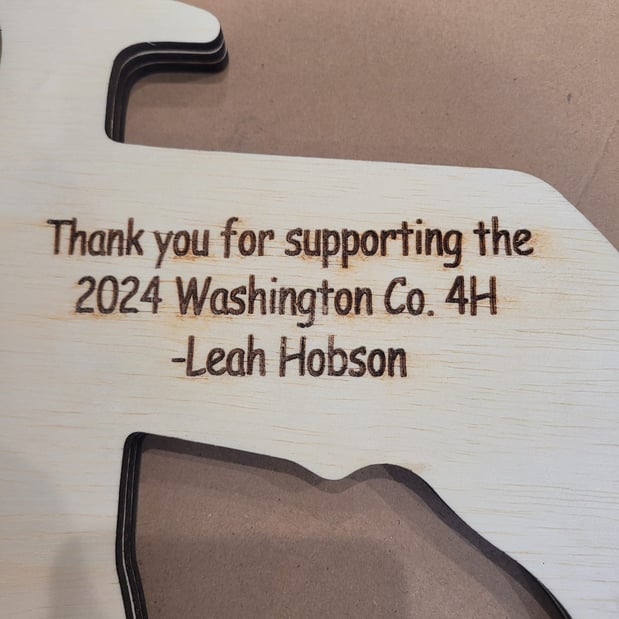 Thank you for supporting the
2024 Washington Co. 4H
-Leah Hobson